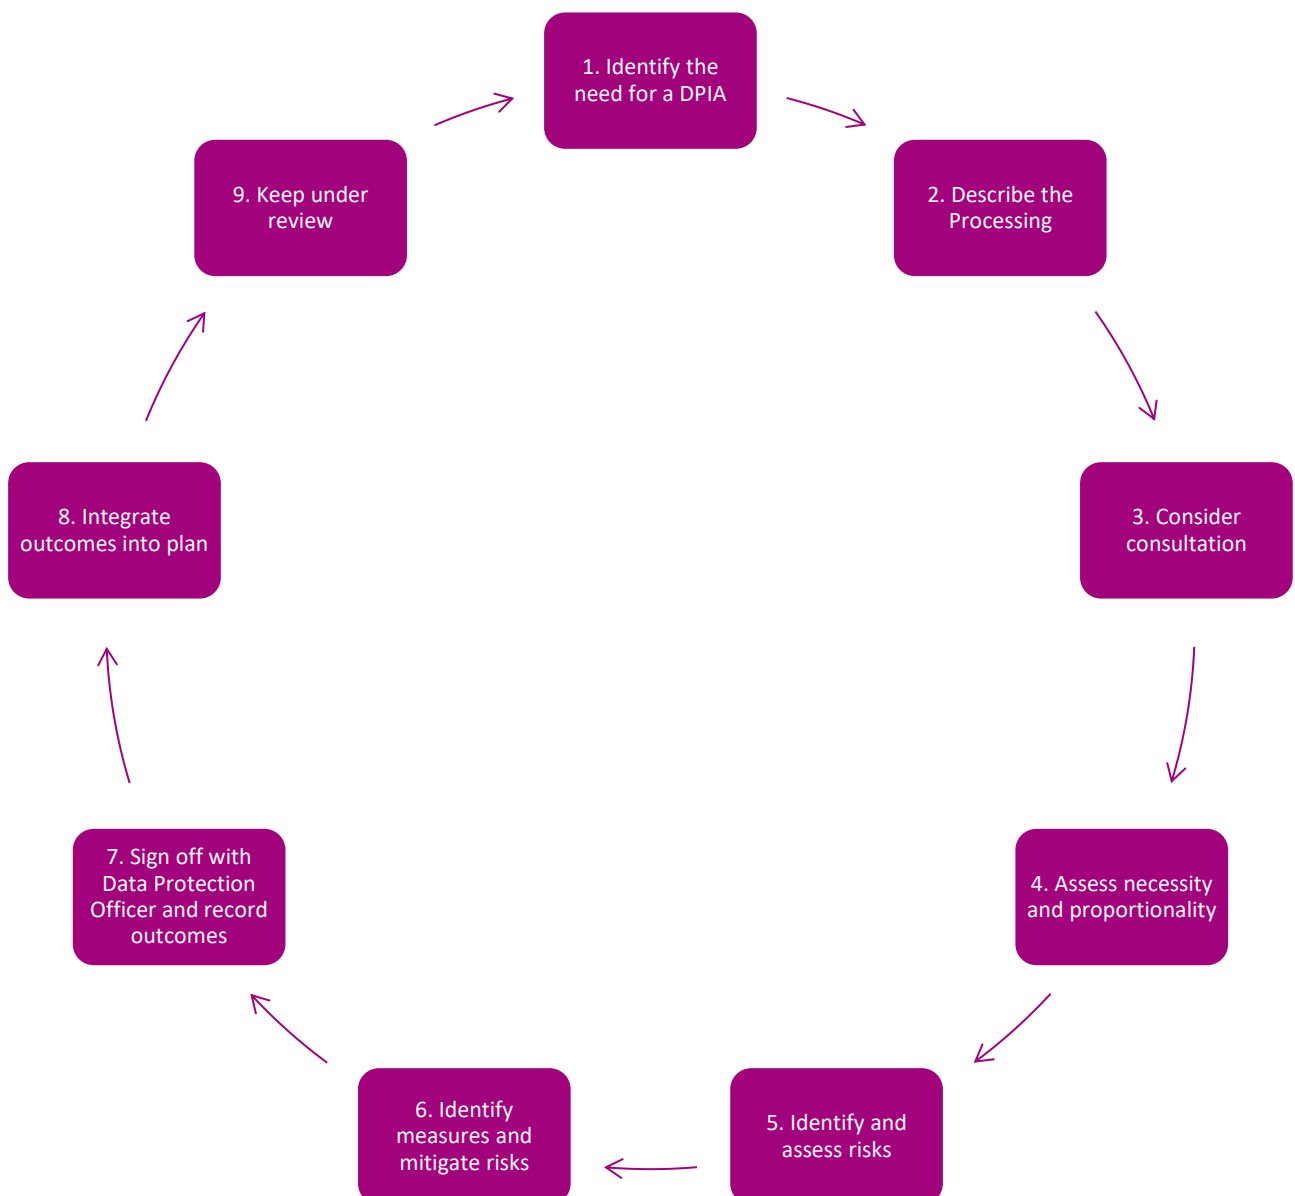 1. Identify the
need for a DPIA
2. Describe the
Processing
3. Consider
consultation
4. Assess necessity
and proportionality
5. Identify and
assess risks
6. Identify
measures and
mitigate risks
7. Sign off with
Data Protection
Officer and record
outcomes
8. Integrate
outcomes into plan
9. Keep under
review